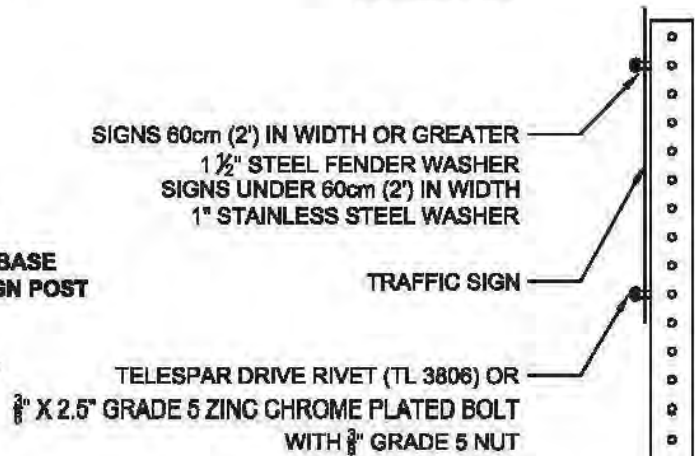 SIGNS 60cm (2') IN WIDTH OR GREATER
1 ½" STEEL FENDER WASHER
SIGNS UNDER 60cm (2') IN WIDTH
1" STAINLESS STEEL WASHER
BASE
GN POST
TRAFFIC SIGN
TELESPAR DRIVE RIVET (TL 3806) OR
⅜" X 2.5" GRADE 5 ZINC CHROME PLATED BOLT
WITH ⅜" GRADE 5 NUT